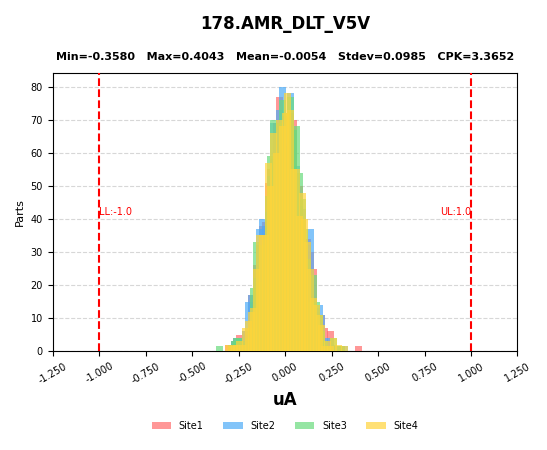 178.AMR_DLT_V5V
Min=-0.3580 Max=0.4043 Mean=-0.0054 Stdev=0.0985 CPK=3.3652
80
70
60
50
40
30
20
10
0
Parts
LL:-1.0
UL:1.0
-1.250 -1.000 -0.750 -0.500 -0.250 0.000 0.250 0.500 0.750 1.000 1.250
uA
Site1 Site2 Site3 Site4